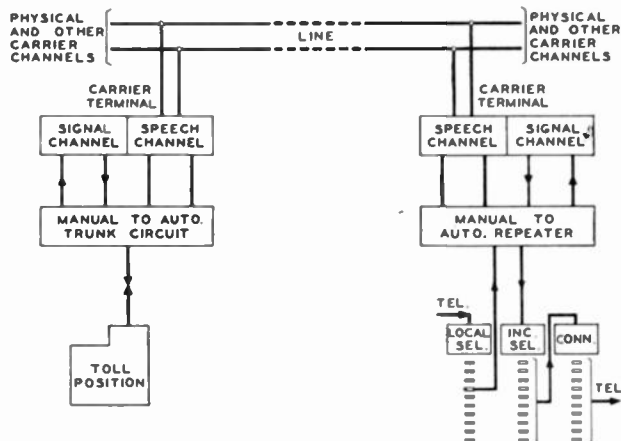 PHYSICAL
AND OTHER
CARRIER
CHANNELS
LINE
PHYSICAL
AND OTHER
CARRIER
CHANNELS
CARRIER
TERMINAL
CARRIER
TERMINAL
SIGNAL
CHANNEL
SPEECH
CHANNEL
SPEECH
CHANNEL
SIGNAL
CHANNEL
MANUAL TO AUTO.
TRUNK CIRCUIT
MANUAL TO
AUTO. REPEATER
TOLL
POSITION
TEL.
LOCAL
SEL.
INC.
SEL.
CONN.
TEL